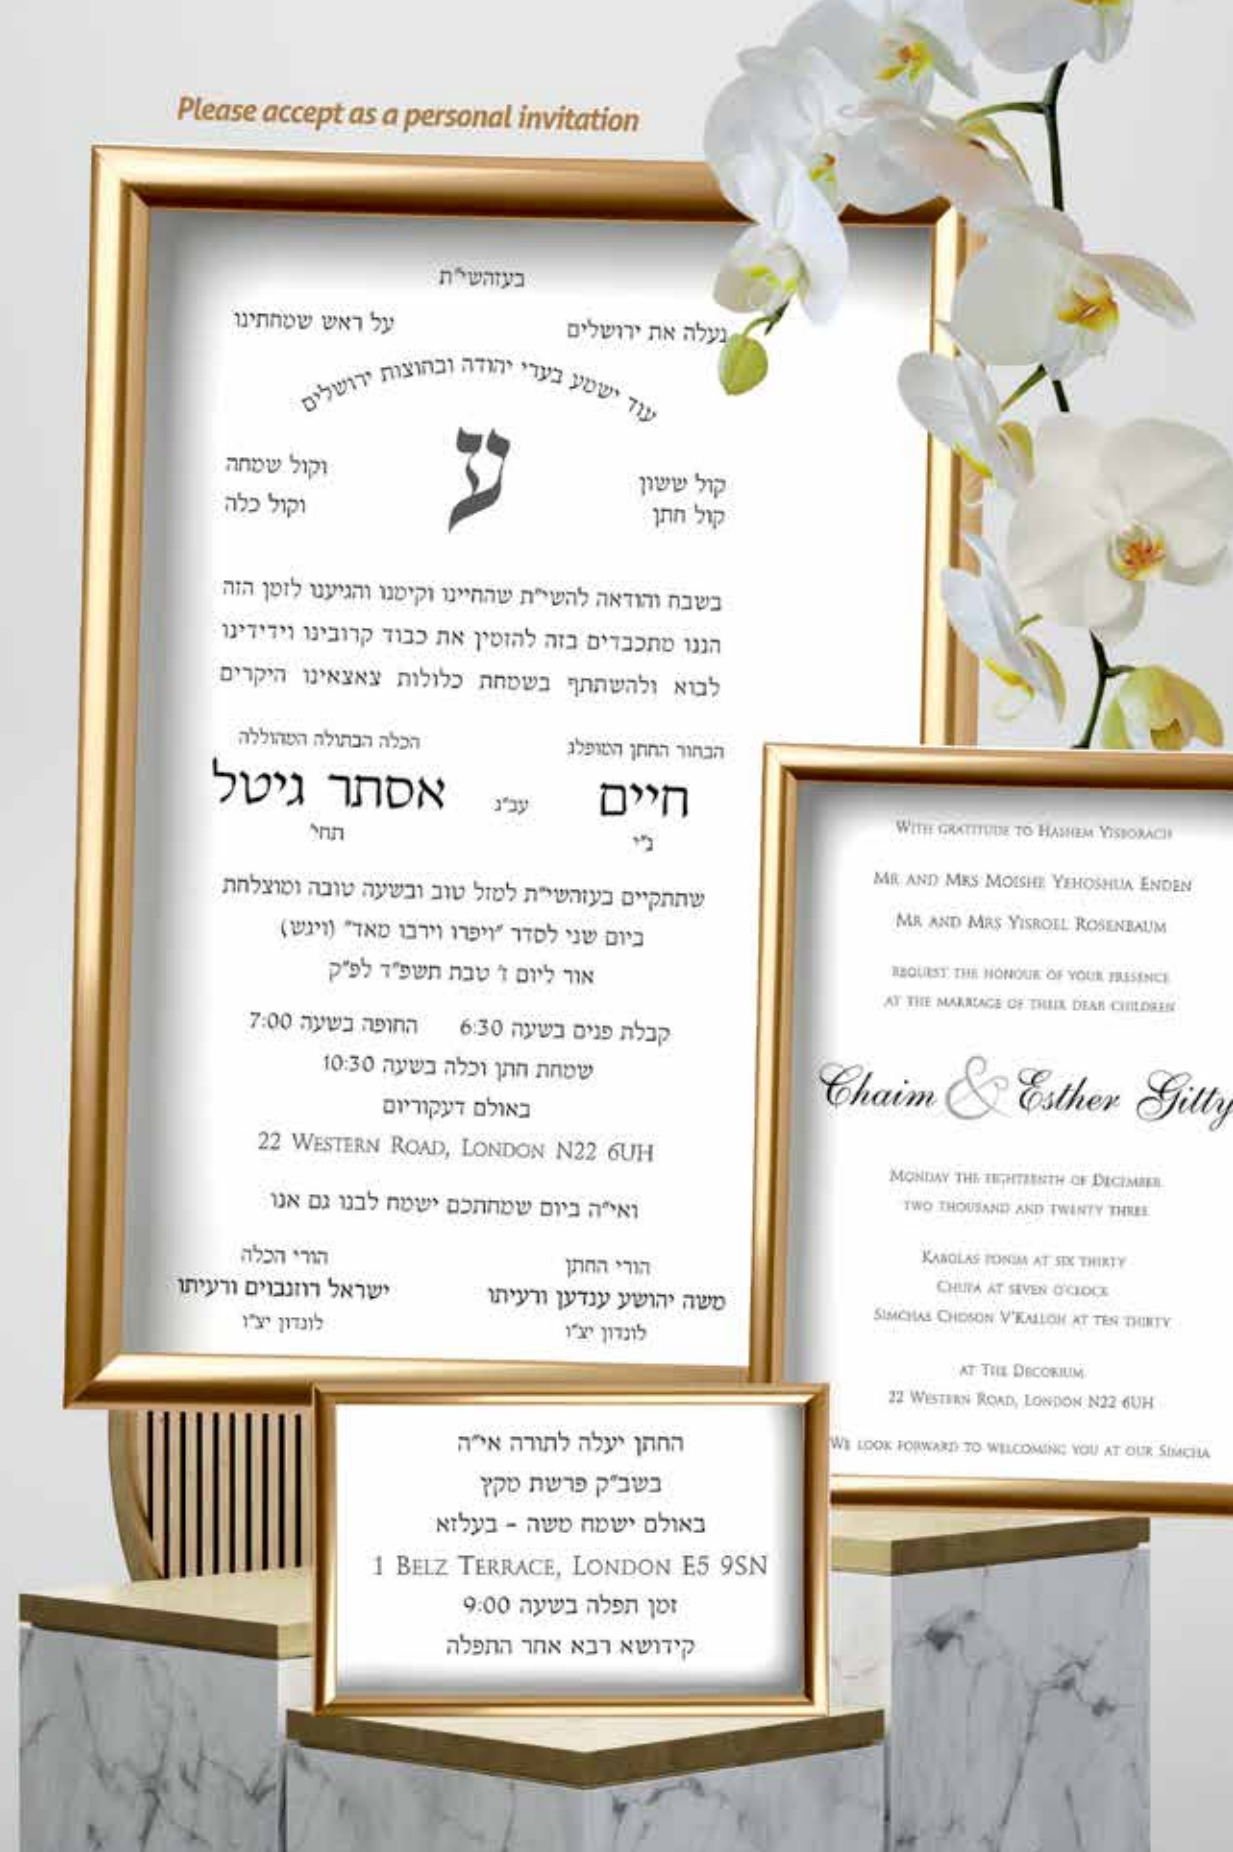 Please accept as a personal invitation
בעזהשי"ת
נעלה את ירושלים על ראש שמחתינו
עוד ישמע בערי יהודה ובחוצות ירושלים
ע
קול ששון וקול שמחה
קול חתן וקול כלה
בשבח והודאה להשי"ת שהחיינו וקימנו והגיענו לזמן הזה
הננו מתכבדים בזה להזמין את כבוד קרובינו וידידינו
לבוא ולהשתתף בשמחת כלולות צאצאינו היקרים
הבחור החתן המופלג הכלה הבתולה המהוללה
חיים עב"ג אסתר גיטל
ני" תחי'
שתתקיים בעזהשי"ת למזל טוב ובשעה טובה ומוצלחת
ביום שני לסדר "ויפרו וירבו מאד" (ויגש)
אור ליום ז' טבת תשפ"ד לפ"ק
קבלת פנים בשעה 6:30 החופה בשעה 7:00
שמחת חתן וכלה בשעה 10:30
באולם דעקוריום
22 Western Road, London N22 6UH
ואי"ה ביום שמחתכם ישמח לבנו גם אנו
הורי החתן הורי הכלה
משה יהושע ענדען ורעיתו ישראל רוזנבוים ורעיתו
לונדון יצ"ו לונדון יצ"ו
With gratitude to Hashem Yisborach
Mr and Mrs Moishe Yehoshua Enden
Mr and Mrs Yisroel Rosenbaum
request the honour of your presence
at the marriage of their dear children
Chaim & Esther Gitty
Monday the eighteenth of December
two thousand and twenty three
Kabolas ponim at six thirty
Chupa at seven o'clock
Simchas Choson V'Kalloh at ten thirty
at The Decorium
22 Western Road, London N22 6UH
We look forward to welcoming you at our Simcha
החתן יעלה לתורה אי"ה
בשב"ק פרשת מקץ
באולם ישמח משה - בעלזא
1 Belz Terrace, London E5 9SN
זמן תפלה בשעה 9:00
קידושא רבא אחר התפלה